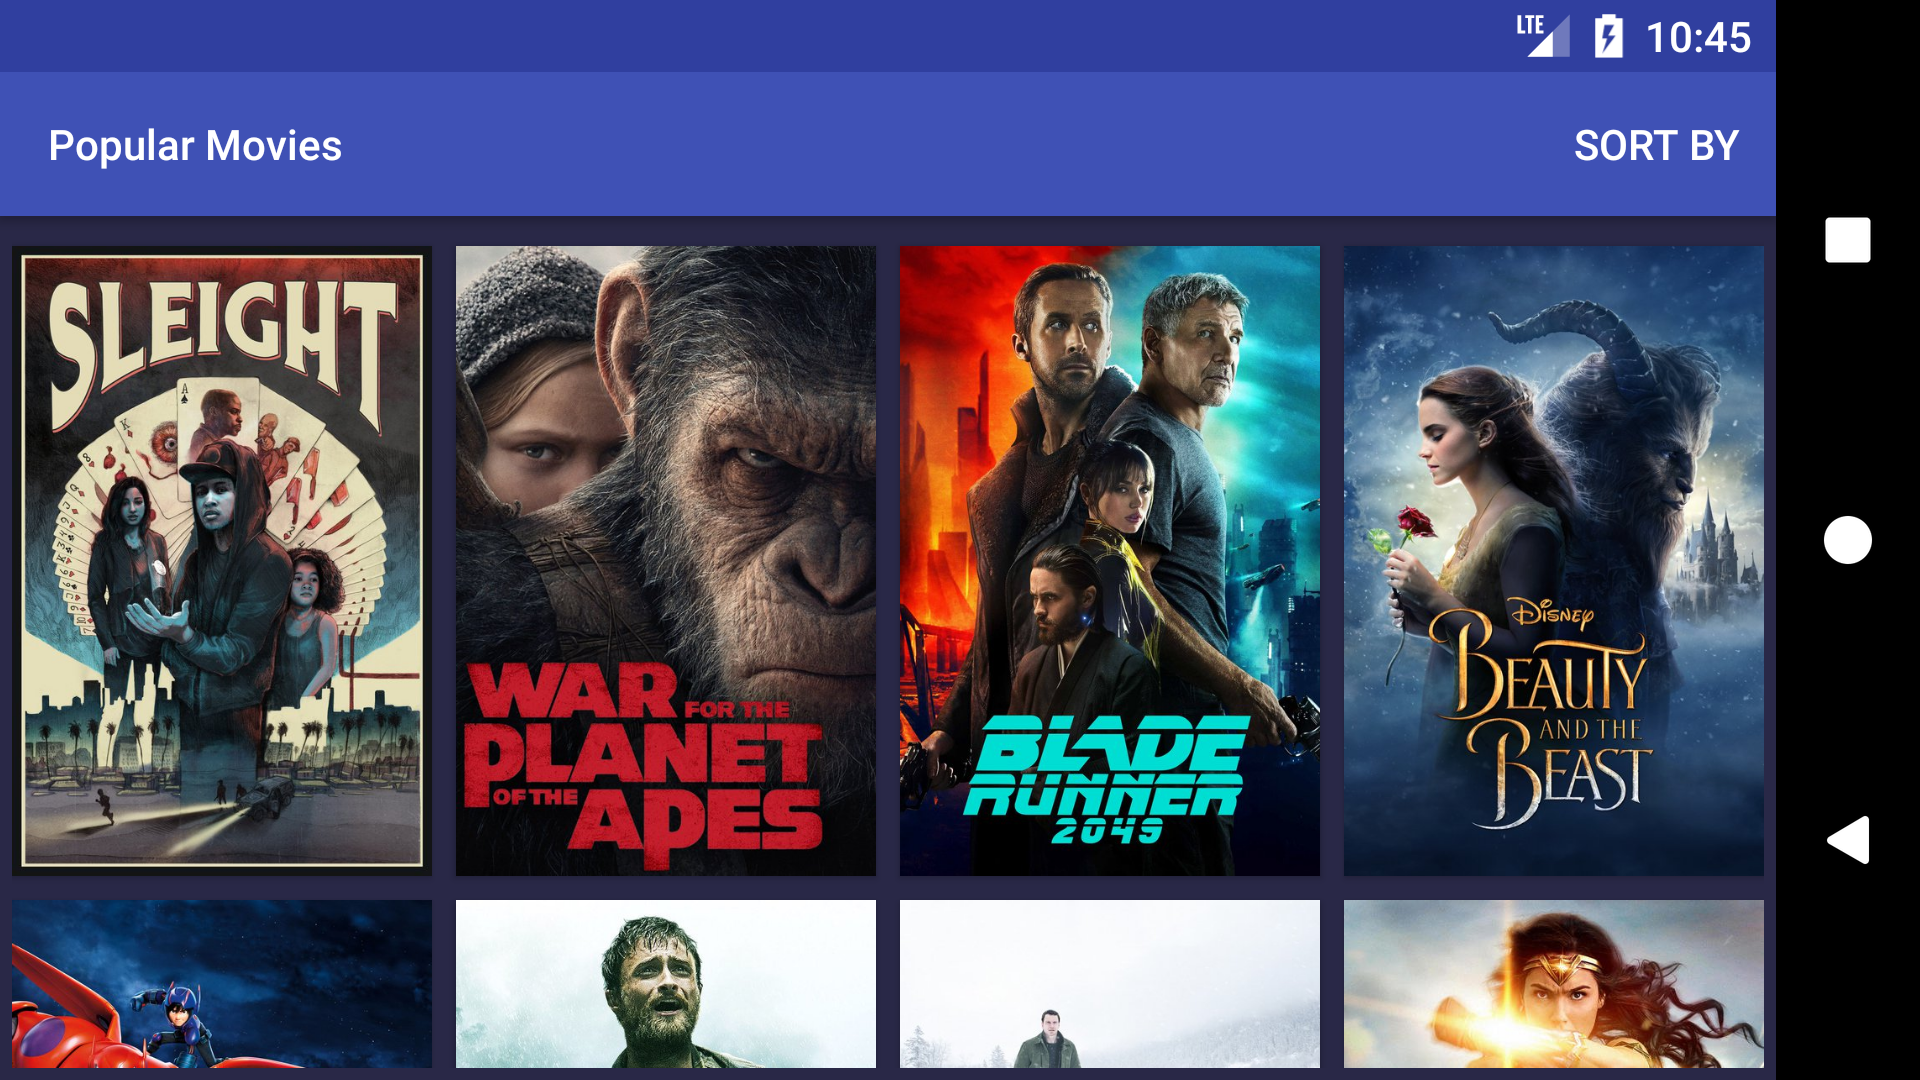 LTE 10:45
Popular Movies
SORT BY
SLEIGHT
A
K
WAR FOR THE
PLANET
OF THE APES
BLADE
RUNNER
2049
DISNEY
BEAUTY
AND THE
BEAST